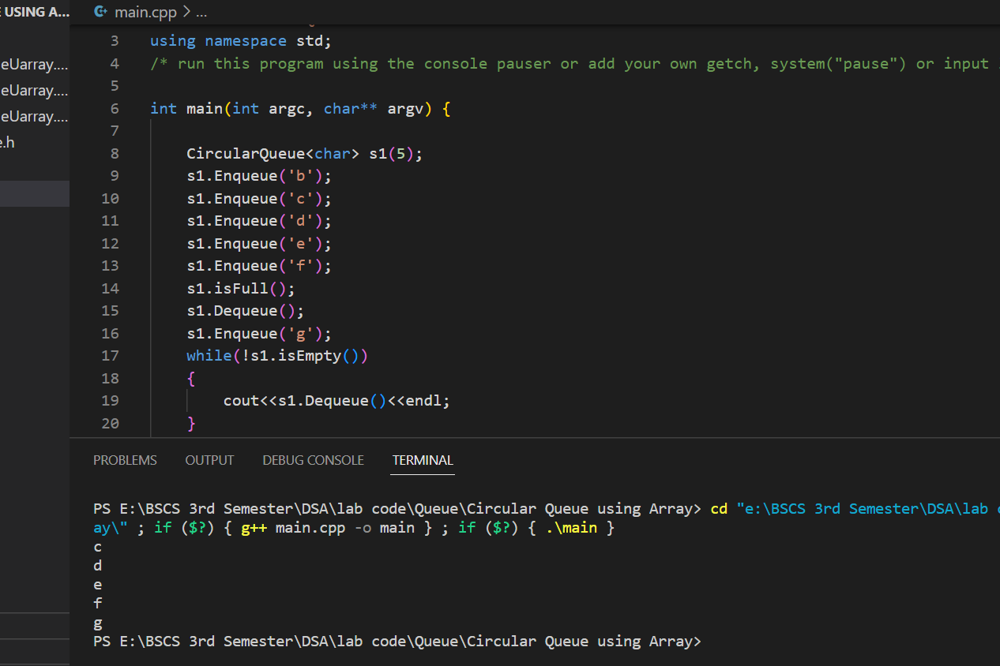 E USING A...
main.cpp > ...
eUarray....
eUarray....
eUarray....
e.h
3 using namespace std;
4 /* run this program using the console pauser or add your own getch, system("pause") or input
5
6 int main(int argc, char** argv) {
7
8 CircularQueue<char> s1(5);
9 s1.Enqueue('b');
10 s1.Enqueue('c');
11 s1.Enqueue('d');
12 s1.Enqueue('e');
13 s1.Enqueue('f');
14 s1.isFull();
15 s1.Dequeue();
16 s1.Enqueue('g');
17 while(!s1.isEmpty())
18 {
19 cout<<s1.Dequeue()<<endl;
20 }
PROBLEMS OUTPUT DEBUG CONSOLE TERMINAL
PS E:\BSCS 3rd Semester\DSA\lab code\Queue\Circular Queue using Array> cd "e:\BSCS 3rd Semester\DSA\lab
ay\" ; if ($?) { g++ main.cpp -o main } ; if ($?) { .\main }
c
d
e
f
g
PS E:\BSCS 3rd Semester\DSA\lab code\Queue\Circular Queue using Array>